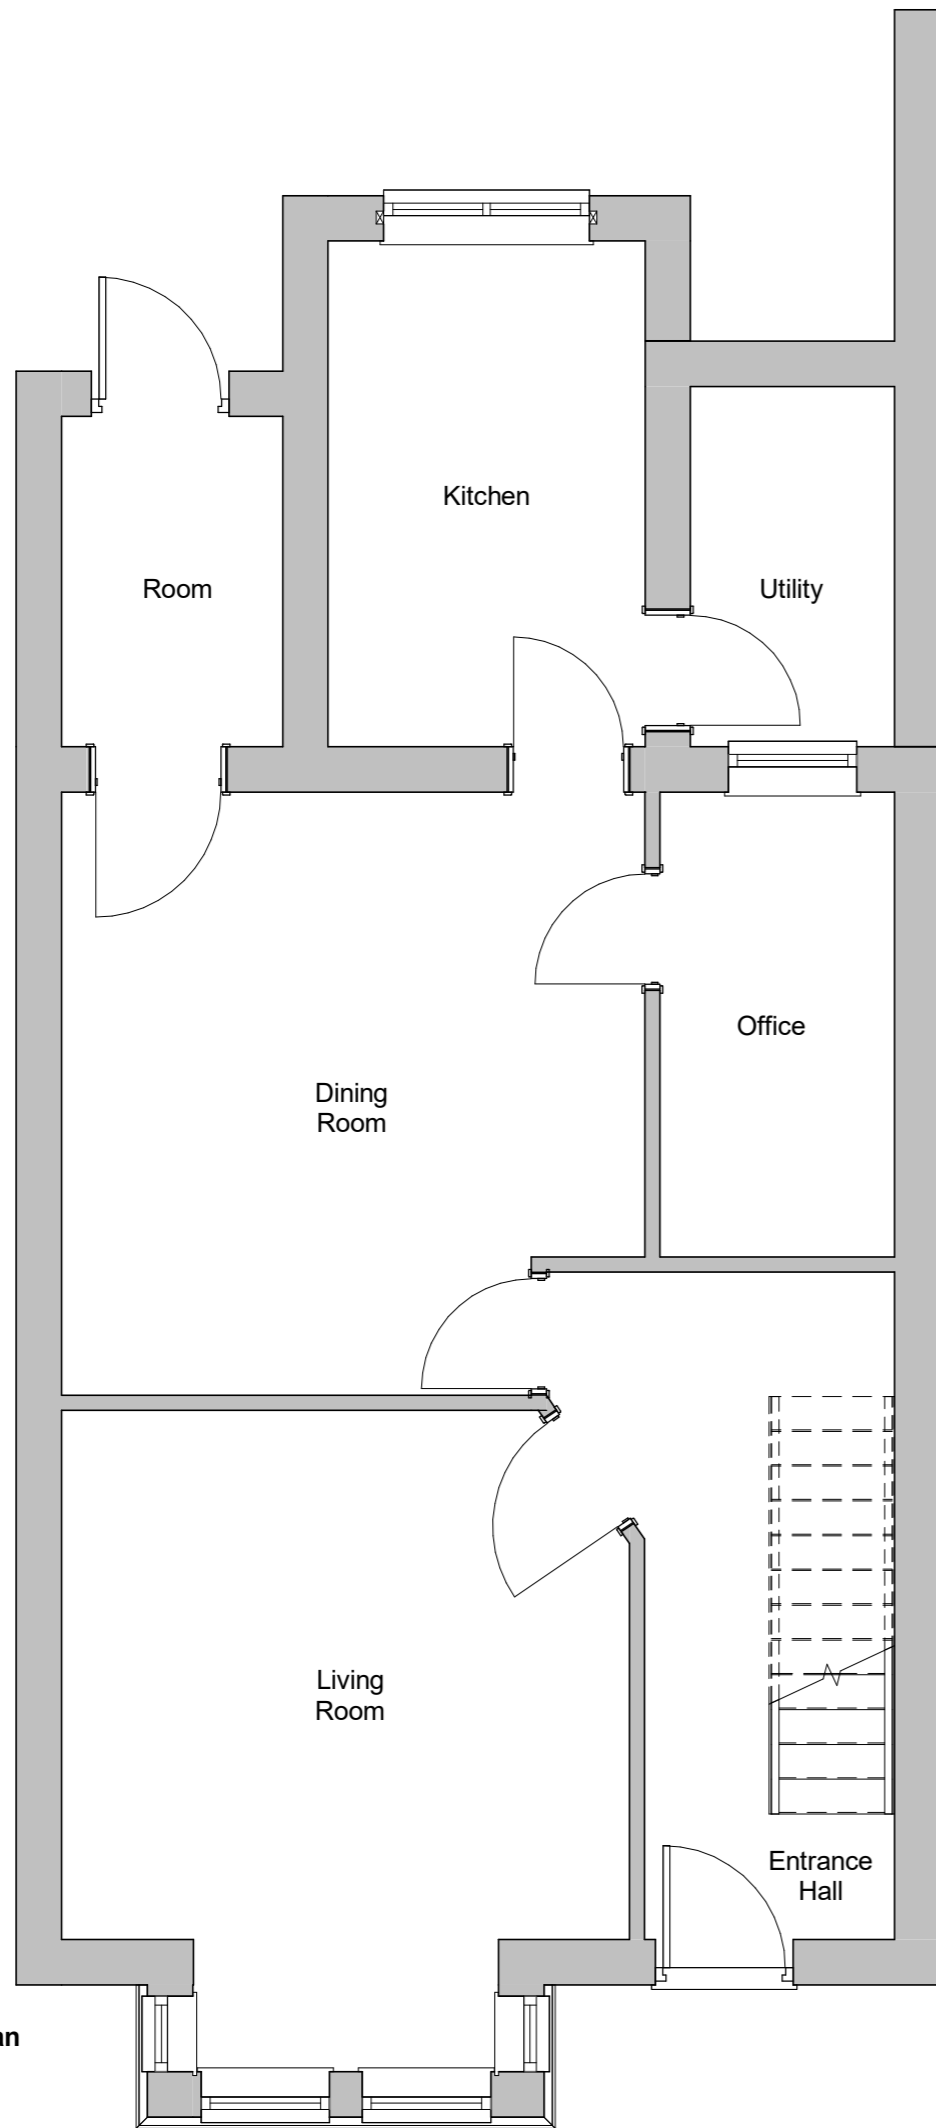 Kitchen
Room
Utility
Office
Dining
Room
Living
Room
Entrance
Hall